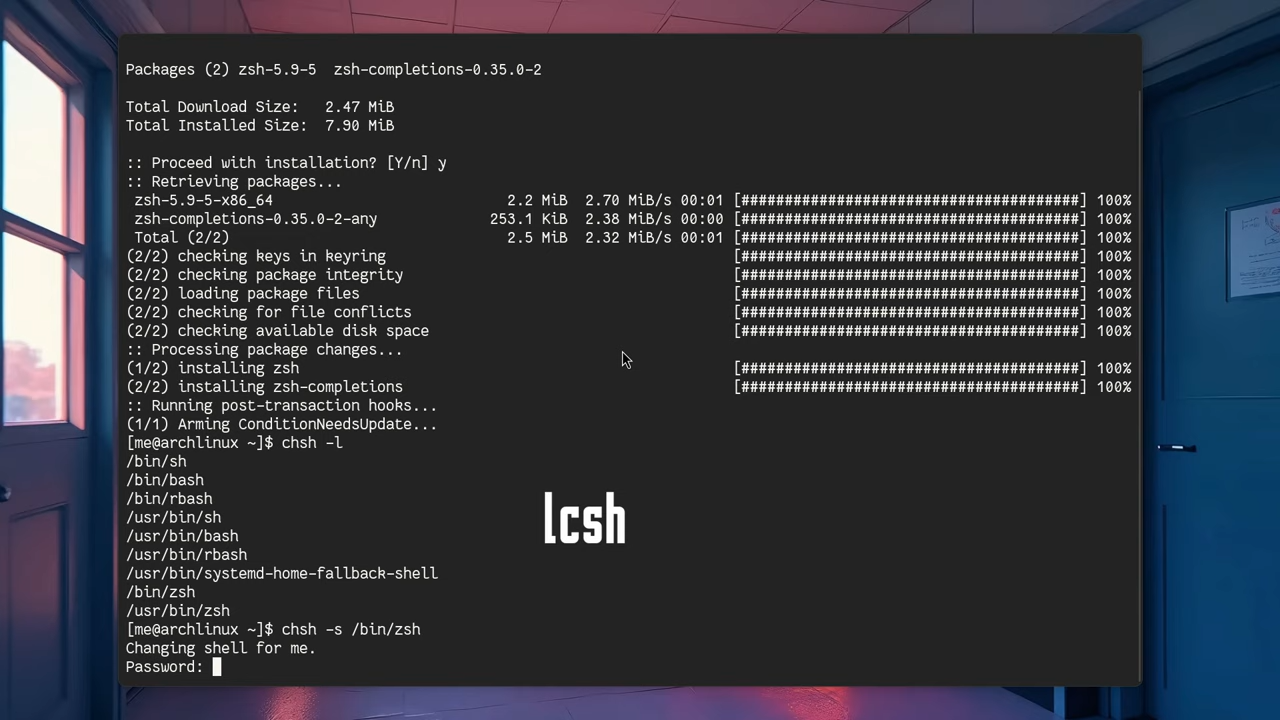 Packages (2) zsh-5.9-5  zsh-completions-0.35.0-2
Total Download Size:   2.47 MiB
Total Installed Size:  7.90 MiB
:: Proceed with installation? [Y/n] y
:: Retrieving packages...
zsh-5.9-5-x86_64 2.2 MiB 2.70 MiB/s 00:01 [#######################################] 100%
zsh-completions-0.35.0-2-any 253.1 KiB 2.38 MiB/s 00:00 [#######################################] 100%
Total (2/2) 2.5 MiB 2.32 MiB/s 00:01 [#######################################] 100%
(2/2) checking keys in keyring [#######################################] 100%
(2/2) checking package integrity [#######################################] 100%
(2/2) loading package files [#######################################] 100%
(2/2) checking for file conflicts [#######################################] 100%
(2/2) checking available disk space [#######################################] 100%
:: Processing package changes...
(1/2) installing zsh [#######################################] 100%
(2/2) installing zsh-completions [#######################################] 100%
:: Running post-transaction hooks...
(1/1) Arming ConditionNeedsUpdate...
[me@archlinux ~]$ chsh -l
/bin/sh
/bin/bash
/bin/rbash
/usr/bin/sh
lcsh
/usr/bin/bash
/usr/bin/rbash
/usr/bin/systemd-home-fallback-shell
/bin/zsh
/usr/bin/zsh
[me@archlinux ~]$ chsh -s /bin/zsh
Changing shell for me.
Password: